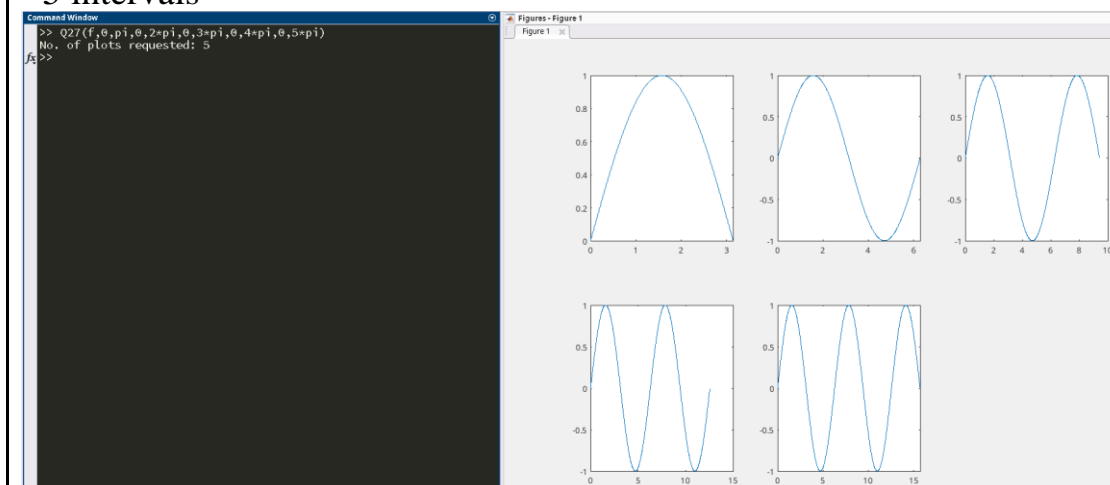 5 intervals
Command Window
>> Q27(f,0,pi,0,2*pi,0,3*pi,0,4*pi,0,5*pi)
No. of plots requested: 5
fx >>
Figures - Figure 1
Figure 1
1
0.8
0.6
0.4
0.2
0
0 1 2 3
1
0.5
0
-0.5
-1
0 2 4 6
1
0.5
0
-0.5
-1
0 2 4 6 8 10
1
0.5
0
-0.5
-1
0 5 10 15
1
0.5
0
-0.5
-1
0 5 10 15